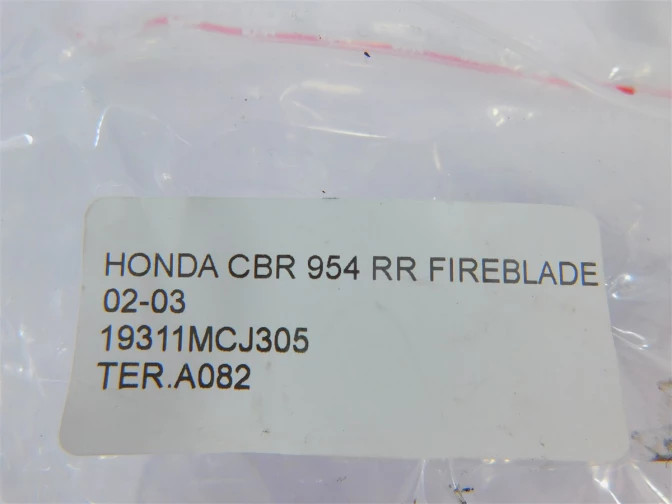 HONDA CBR 954 RR FIREBLADE
02-03
19311MCJ305
TER.A082